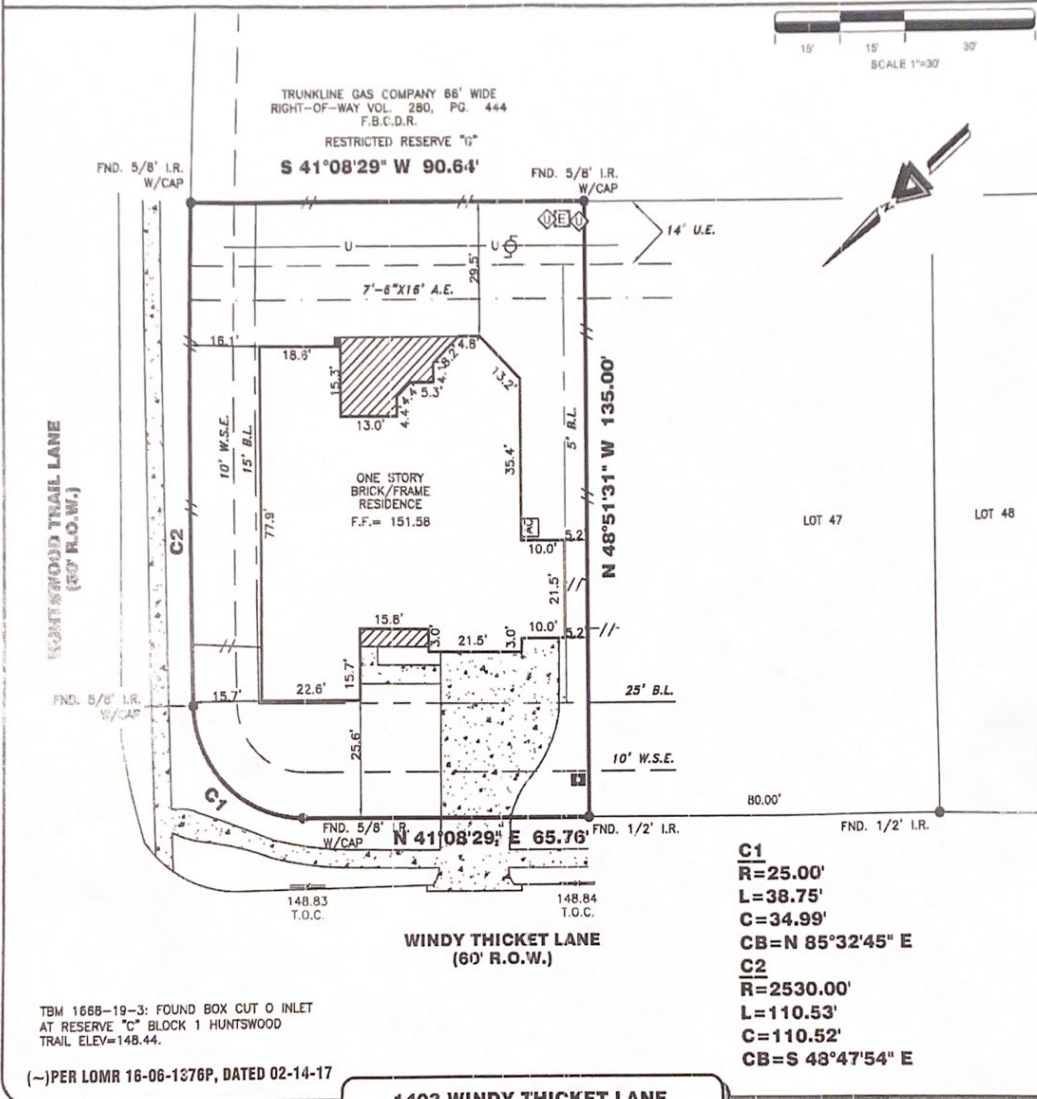 15'
15'
30'
SCALE 1"=30'
TRUNKLINE GAS COMPANY 66' WIDE
RIGHT-OF-WAY VOL. 280, PG. 444
F.B.C.D.R.
RESTRICTED RESERVE "G"
S 41°08'29" W 90.64'
FND. 5/8' I.R.
W/CAP
FND. 5/8' I.R.
W/CAP
N
U E U
14' U.E.
U
U
29.5'
7'-6"X16' A.E.
16.1'
18.6'
15.3'
13.0'
4.4'
5.3'
8.2'
4.8'
13.2'
10' W.S.E.
15' B.L.
77.9'
ONE STORY
BRICK/FRAME
RESIDENCE
F.F.= 151.58
35.4'
5' B.L.
N 48°51'31" W 135.00'
LOT 47
LOT 48
TRAIL LANE
R.O.W.)
C2
AC
10.0'
5.2'
21.5'
15.8'
3.0'
21.5'
3.0'
10.0'
5.2'
15.7'
22.6'
15.7'
FND. 5/8' I.R.
W/CAP
25' B.L.
25.6'
10' W.S.E.
C1
80.00'
FND. 5/8' I.R.
W/CAP
N 41°08'29" E 65.76'
FND. 1/2' I.R.
FND. 1/2' I.R.
148.83
T.O.C.
148.84
T.O.C.
WINDY THICKET LANE
(60' R.O.W.)
C1
R=25.00'
L=38.75'
C=34.99'
CB=N 85°32'45" E
C2
R=2530.00'
L=110.53'
C=110.52'
CB=S 48°47'54" E
TBM 1668-19-3: FOUND BOX CUT O INLET
AT RESERVE "C" BLOCK 1 HUNTSWOOD
TRAIL ELEV=148.44.
(~)PER LOMR 16-06-1376P, DATED 02-14-17
1403 WINDY THICKET LANE